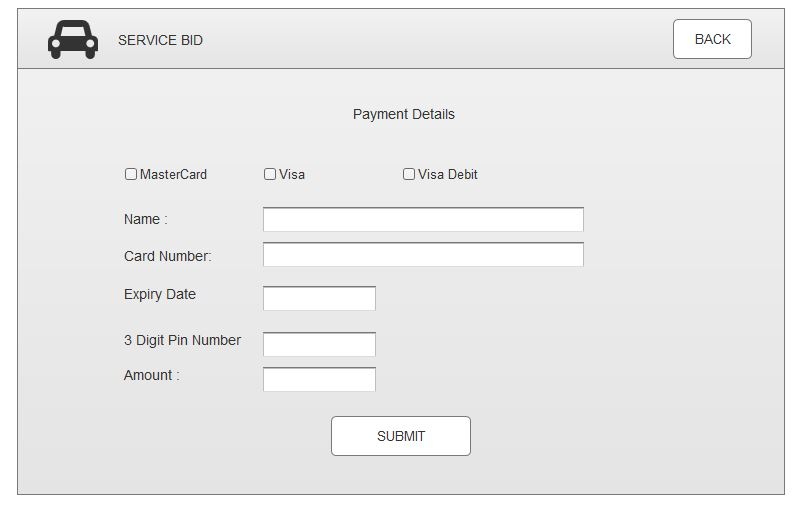 SERVICE BID
BACK
Payment Details
MasterCard Visa Visa Debit
Name :
Card Number:
Expiry Date
3 Digit Pin Number
Amount :
SUBMIT